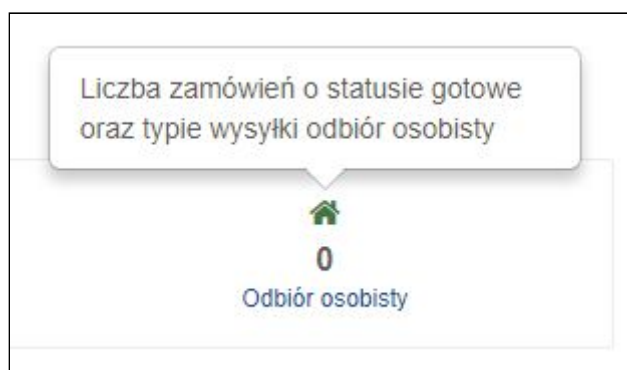 Liczba zamówień o statusie gotowe
oraz typie wysyłki odbiór osobisty
0
Odbiór osobisty